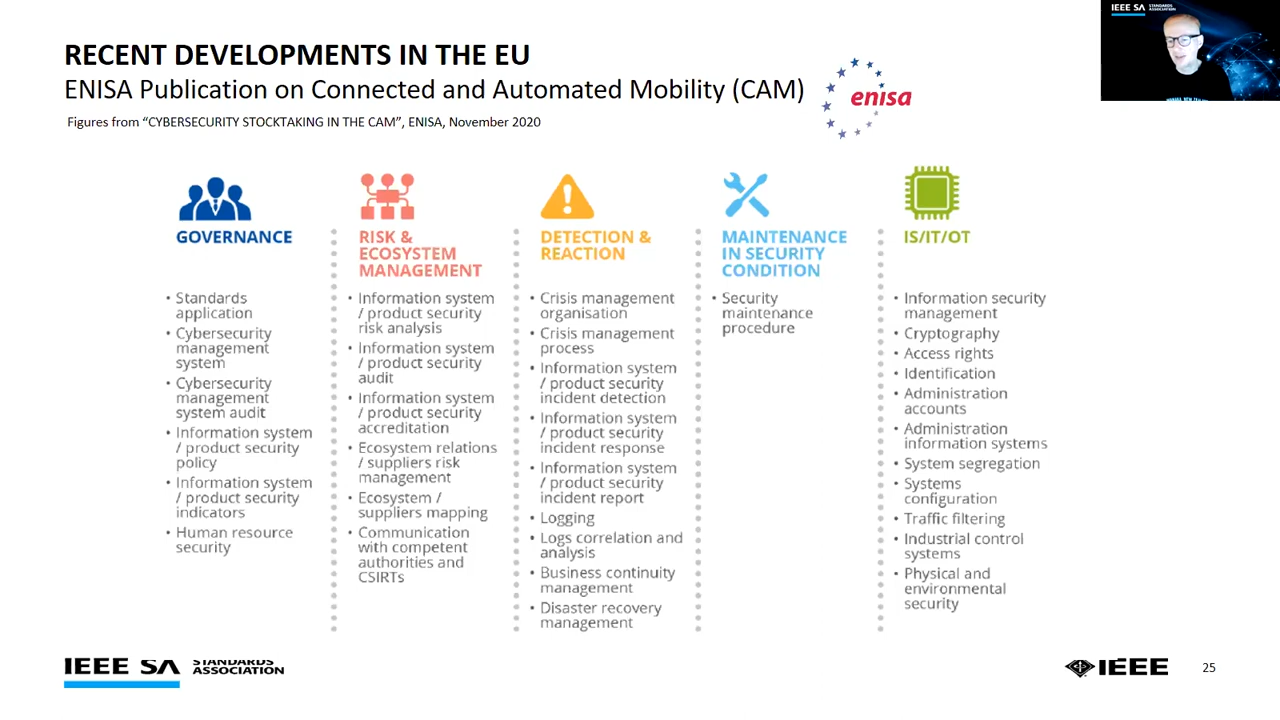 IEEE SA STANDARDS ASSOCIATION
RECENT DEVELOPMENTS IN THE EU
ENISA Publication on Connected and Automated Mobility (CAM)
enisa
Figures from “CYBERSECURITY STOCKTAKING IN THE CAM”, ENISA, November 2020
GOVERNANCE
• Standards
application
• Cybersecurity
management
system
• Cybersecurity
management
system audit
• Information system
/ product security
policy
• Information system
/ product security
indicators
• Human resource
security
RISK &
ECOSYSTEM
MANAGEMENT
• Information system
/ product security
risk analysis
• Information system
/ product security
audit
• Information system
/ product security
accreditation
• Ecosystem relations
/ suppliers risk
management
• Ecosystem /
suppliers mapping
• Communication
with competent
authorities and
CSIRTs
DETECTION &
REACTION
• Crisis management
organisation
• Crisis management
process
• Information system
/ product security
incident detection
• Information system
/ product security
incident response
• Information system
/ product security
incident report
• Logging
• Logs correlation and
analysis
• Business continuity
management
• Disaster recovery
management
MAINTENANCE
IN SECURITY
CONDITION
• Security
maintenance
procedure
IS/IT/OT
• Information security
management
• Cryptography
• Access rights
• Identification
• Administration
accounts
• Administration
information systems
• System segregation
• Systems
configuration
• Traffic filtering
• Industrial control
systems
• Physical and
environmental
security
IEEE SA STANDARDS
ASSOCIATION
IEEE
25